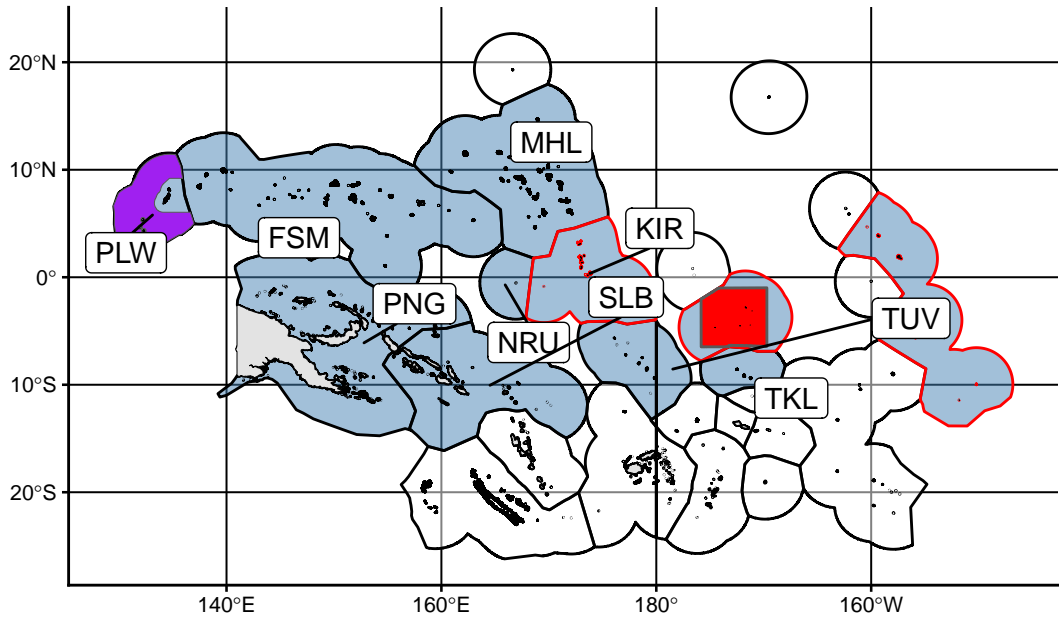 20°N
10°N
0°
10°S
20°S
MHL
KIR
FSM
PLW
SLB
PNG
TUV
NRU
TKL
140°E
160°E
180°
160°W